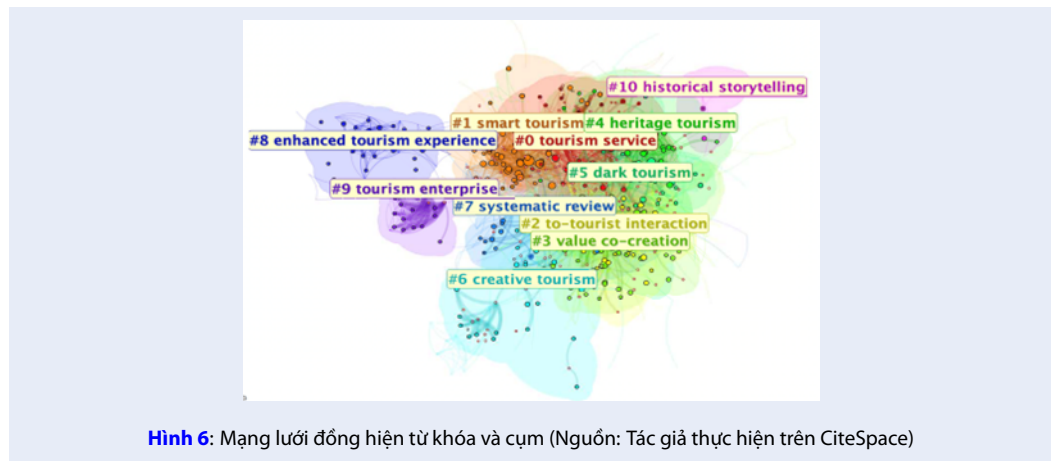 #10 historical storytelling
#1 smart tourism
#4 heritage tourism
#8 enhanced tourism experience
#0 tourism service
#5 dark tourism
#9 tourism enterprise
#7 systematic review
#2 to-tourist interaction
#3 value co-creation
#6 creative tourism
Hình 6: Mạng lưới đồng hiện từ khóa và cụm (Nguồn: Tác giả thực hiện trên CiteSpace)